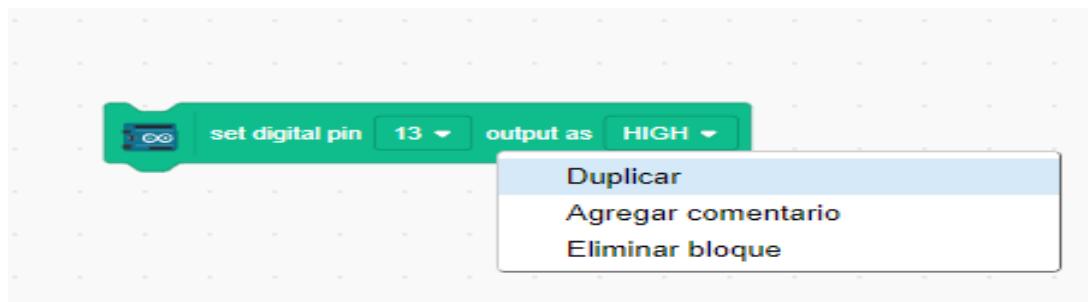 set digital pin 13 output as HIGH
Duplicar
Agregar comentario
Eliminar bloque